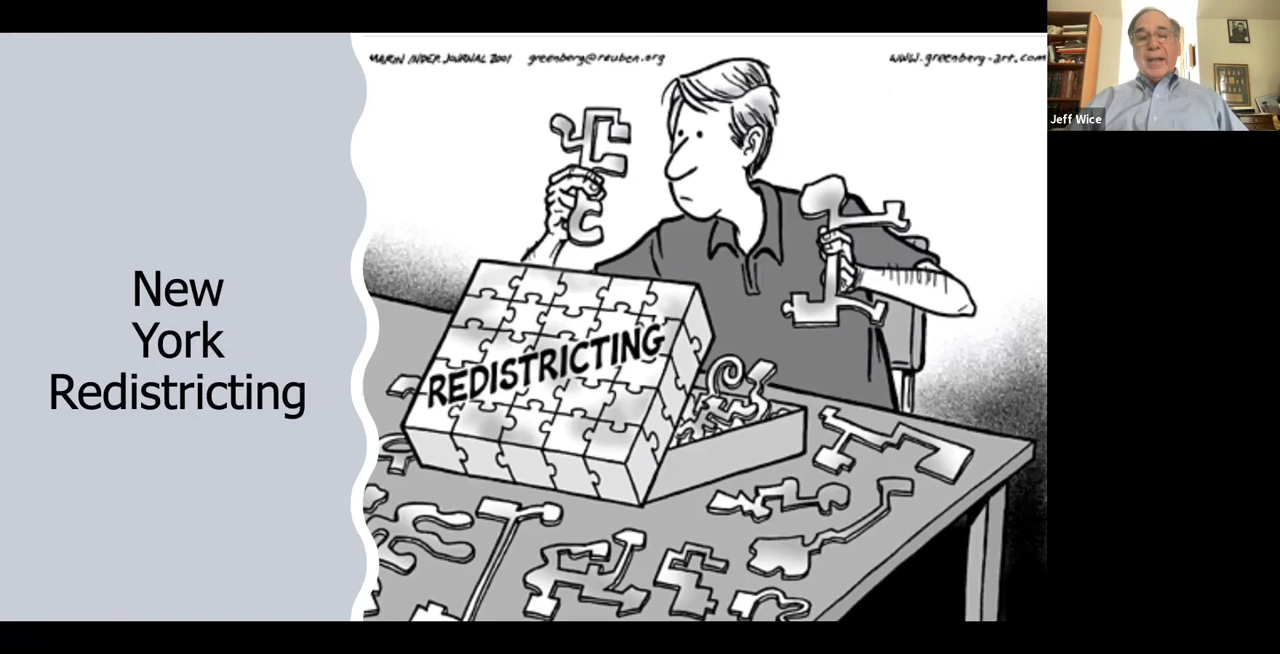 MARIN INDEP. JOURNAL 2001 greenberg@reuben.org www.greenberg-art.com
Jeff Wice
New
York
Redistricting
REDISTRICTING